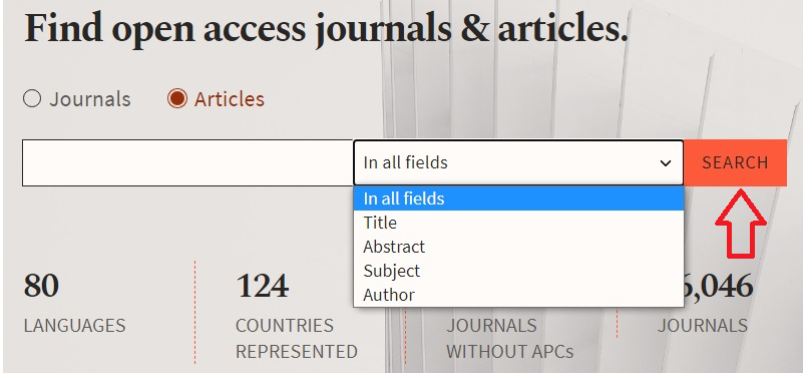 Find open access journals & articles.
Journals
Articles
In all fields
SEARCH
In all fields
Title
Abstract
Subject
Author
80
LANGUAGES
124
COUNTRIES
REPRESENTED
JOURNALS
WITHOUT APCs
,046
JOURNALS